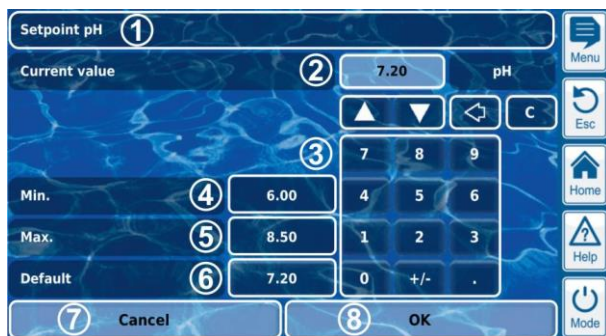 Setpoint pH ①
Menu
Current value ② 7.20 pH
C
Esc
③ 7 8 9
Min. ④ 6.00 4 5 6
Home
Max. ⑤ 8.50 1 2 3
Help
Default ⑥ 7.20 0 +/- .
⑦ Cancel ⑧ OK
Mode